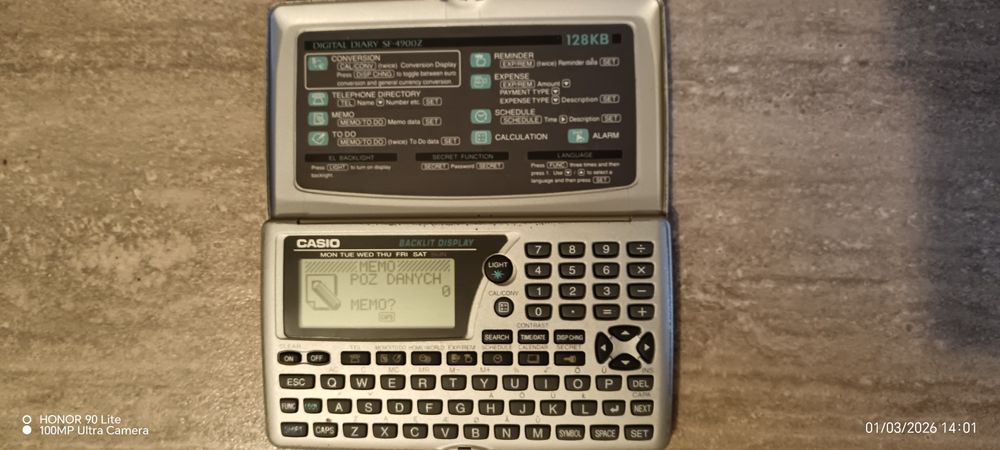 DIGITAL DIARY SF-4900Z 128KB
CONVERSION
CAL/CONV (twice) Conversion Display
Press DISP CHNG to toggle between euro
conversion and general currency conversion.
TELEPHONE DIRECTORY
TEL Name Number etc. SET
MEMO
MEMO/TO DO Memo data SET
TO DO
MEMO/TO DO (twice) To Do data SET
REMINDER
EXP/REM (twice) Reminder data SET
EXPENSE
EXP/REM Amount
PAYMENT TYPE
EXPENSE TYPE Description SET
SCHEDULE
SCHEDULE Time Description SET
CALCULATION ALARM
EL BACKLIGHT
Press LIGHT to turn on display
backlight.
SECRET FUNCTION
SECRET Password SECRET
LANGUAGE
Press FUNC three times and then
press 1. Use / to select a
language and then press SET
CASIO BACKLIT DISPLAY
MON TUE WED THU FRI SAT SUN
MEMO
POZ DANYCH
0
MEMO?
CAPS
LIGHT
CAL/CONV
7 8 9 ÷
4 5 6 ×
1 2 3 −
0 . = +
CONTRAST
SEARCH TIME/DATE DISP CHNG
CLEAR TEL MEMO/TO DO HOME/WORLD EXP/REM SCHEDULE CALENDAR SECRET
ON OFF
AC C MC MR M− M+ % √ INS
ESC Q W E R T Y U I O P DEL
CAPA
FUNC A S D F G H J K L NEXT
SHIFT CAPS Z X C V B N M SYMBOL SPACE SET
HONOR 90 Lite
100MP Ultra Camera
01/03/2026 14:01